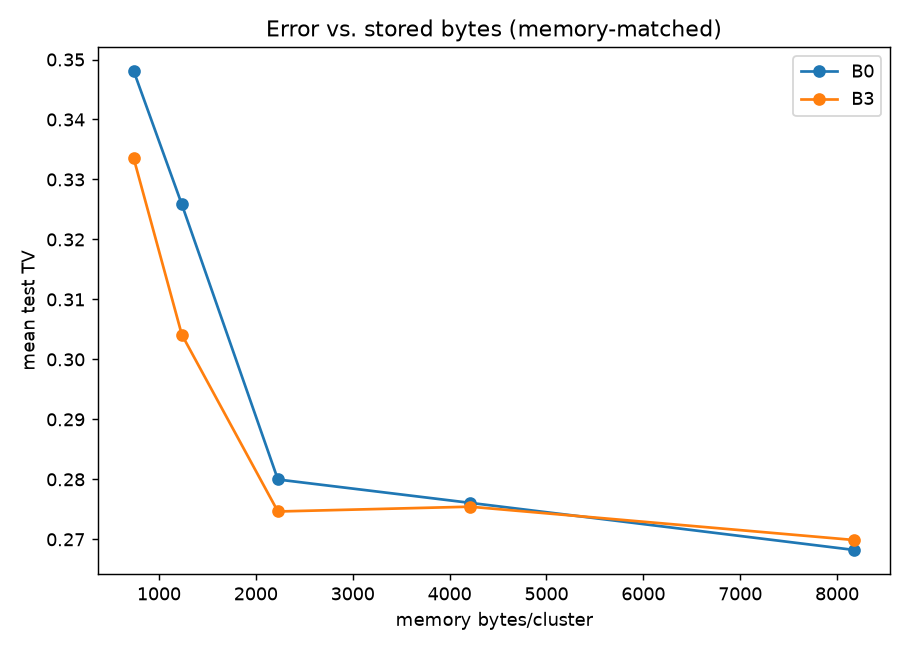 Error vs. stored bytes (memory-matched)
B0
B3
mean test TV
0.35
0.34
0.33
0.32
0.31
0.30
0.29
0.28
0.27
1000 2000 3000 4000 5000 6000 7000 8000
memory bytes/cluster